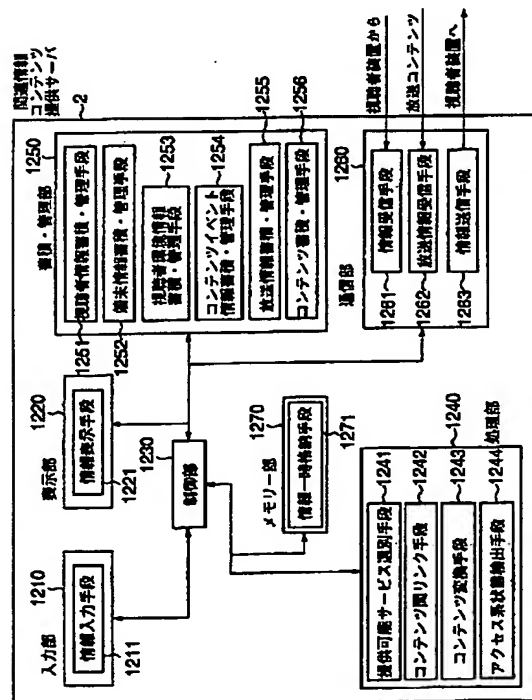 関連情報
コンテンツ
提供サーバ
2
入力部
1210
情報入力手段
1211
表示部
1220
情報表示手段
1221
1230
制御部
蓄積・管理部
1250
視聴者情報蓄積・管理手段
1251
端末情報蓄積・管理手段
1252
視聴者環境情報
蓄積・管理手段
1253
コンテンツイベント
情報蓄積・管理手段
1254
放送情報蓄積・管理手段
1255
コンテンツ蓄積・管理手段
1256
メモリー部
1270
情報一時格納手段
1271
通信部
1260
情報受信手段
1261
放送情報受信手段
1262
情報送信手段
1263
視聴者装置から
放送コンテンツ
視聴者装置へ
1240
処理部
提供可能サービス選別手段
1241
コンテンツ間リンク手段
1242
コンテンツ変換手段
1243
アクセス系状態検出手段
1244